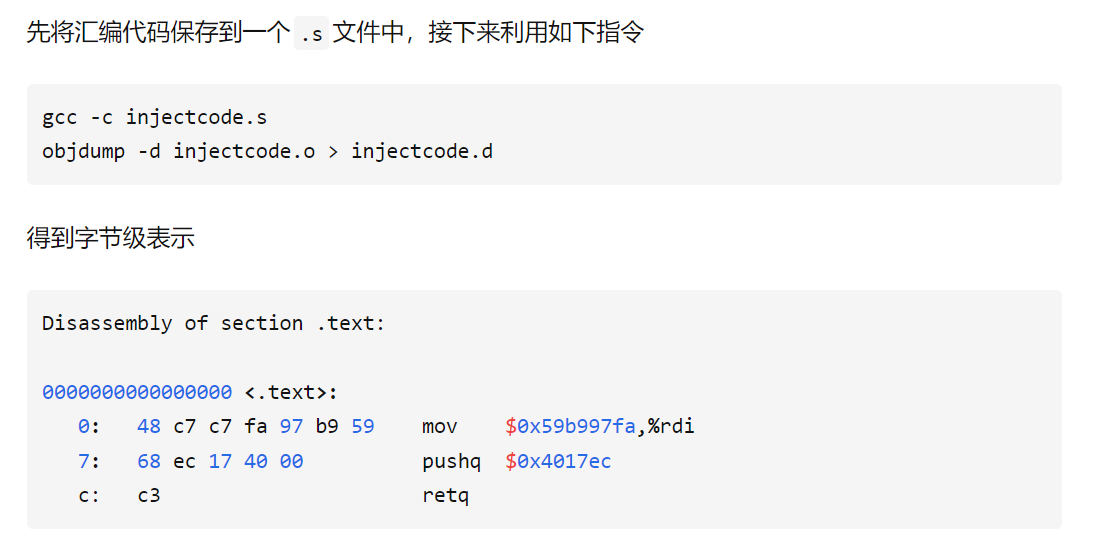 先将汇编代码保存到一个 .s 文件中，接下来利用如下指令
gcc -c injectcode.s
objdump -d injectcode.o > injectcode.d
得到字节级表示
Disassembly of section .text:
0000000000000000 <.text>:
0: 48 c7 c7 fa 97 b9 59 mov $0x59b997fa,%rdi
7: 68 ec 17 40 00 pushq $0x4017ec
c: c3 retq